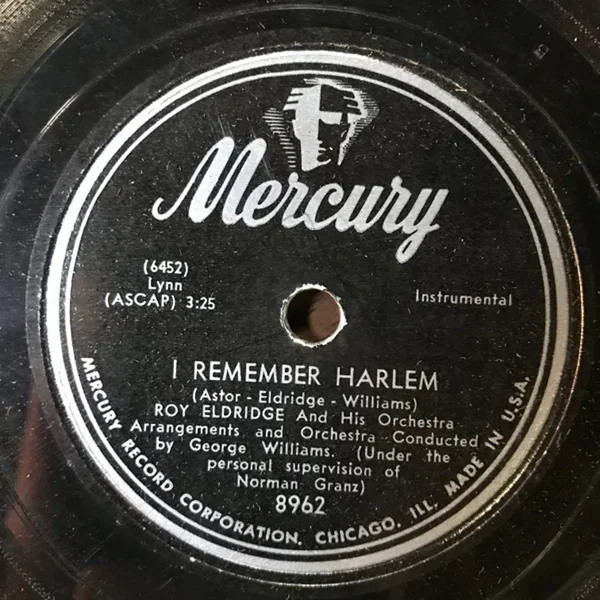 Mercury
(6452)
Lynn
(ASCAP) 3:25
Instrumental
I REMEMBER HARLEM
(Astor - Eldridge - Williams)
ROY ELDRIDGE And His Orchestra
Arrangements and Orchestra Conducted
by George Williams. (Under the
personal supervision of
Norman Granz)
8962
MERCURY RECORD CORPORATION, CHICAGO, ILL. MADE IN U.S.A.